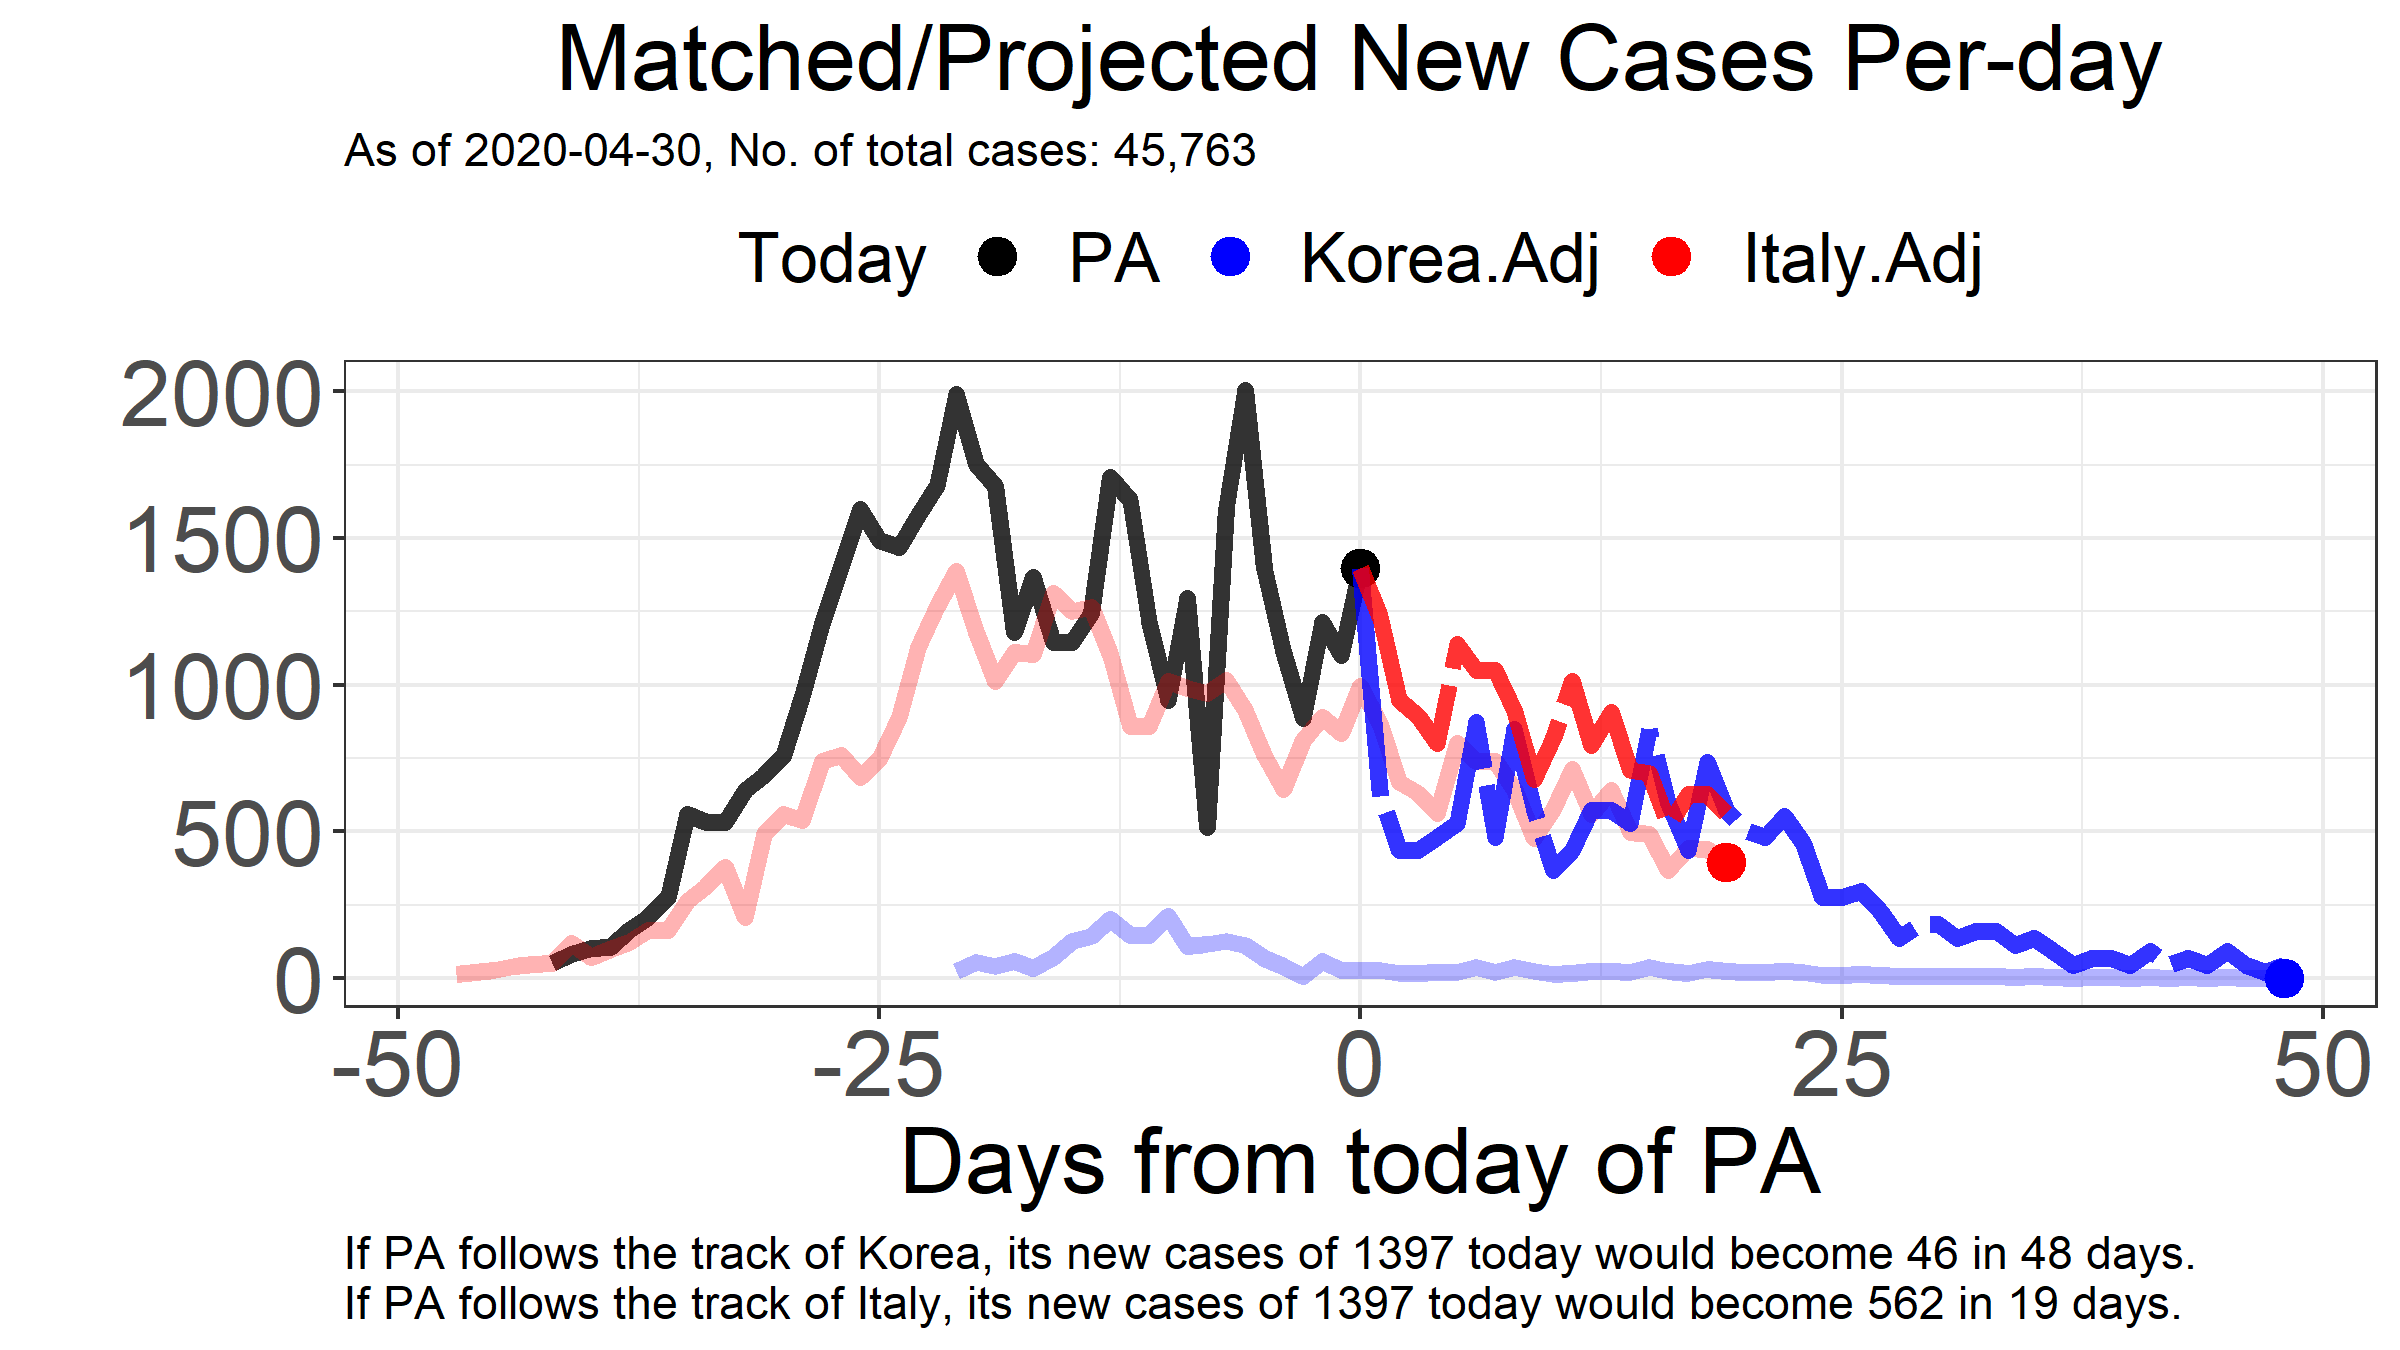 Matched/Projected New Cases Per-day
As of 2020-04-30, No. of total cases: 45,763
Today PA Korea.Adj Italy.Adj
2000
1500
1000
500
0
-50 -25 0 25 50
Days from today of PA
If PA follows the track of Korea, its new cases of 1397 today would become 46 in 48 days.
If PA follows the track of Italy, its new cases of 1397 today would become 562 in 19 days.